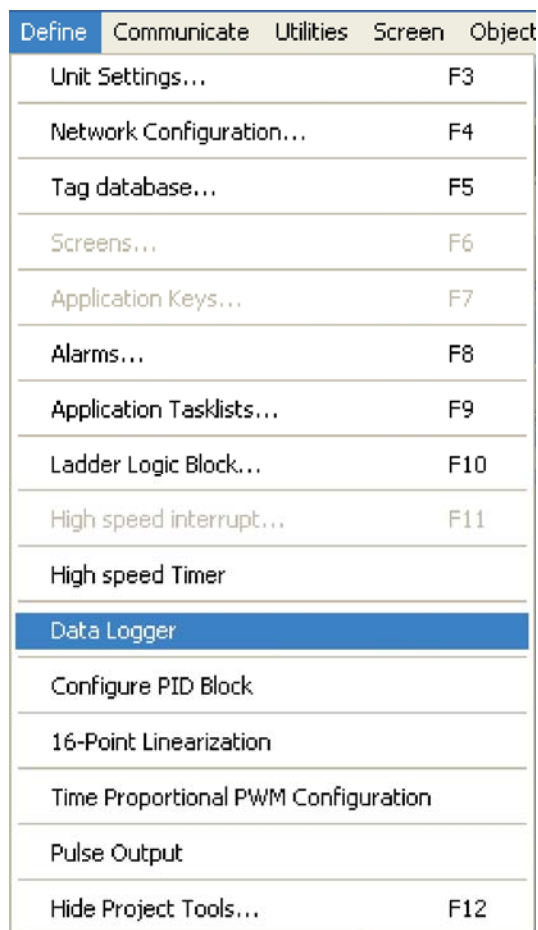 Define Communicate Utilities Screen Object
Unit Settings... F3
Network Configuration... F4
Tag database... F5
Screens... F6
Application Keys... F7
Alarms... F8
Application Tasklists... F9
Ladder Logic Block... F10
High speed interrupt... F11
High speed Timer
Data Logger
Configure PID Block
16-Point Linearization
Time Proportional PWM Configuration
Pulse Output
Hide Project Tools... F12